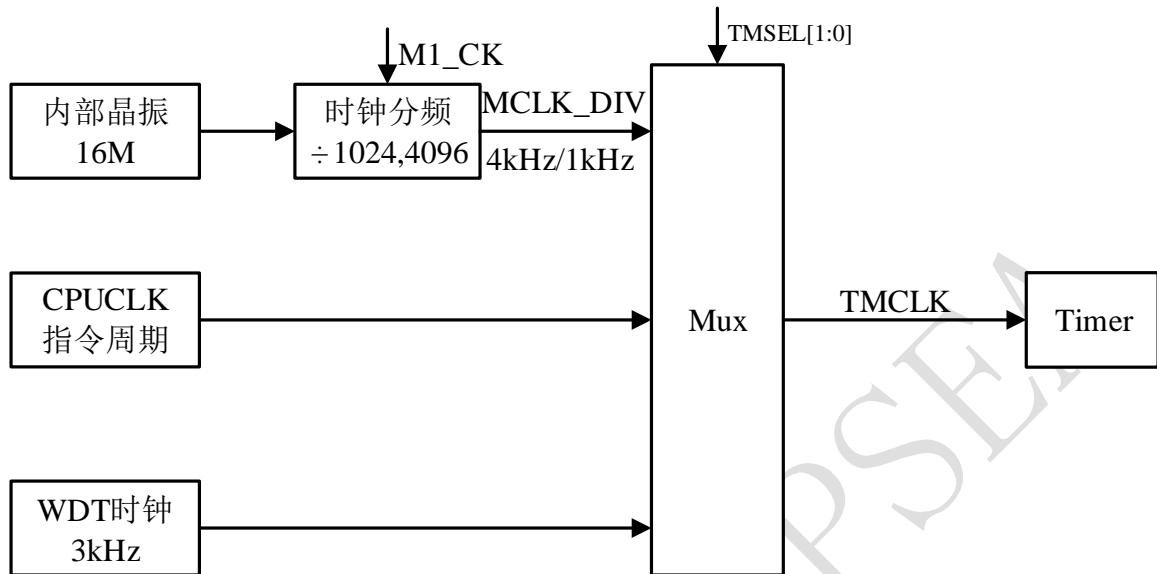 TMSEL[1:0]
M1_CK
内部晶振
16M
时钟分频
÷1024,4096
MCLK_DIV
4kHz/1kHz
CPUCLK
指令周期
Mux
TMCLK
Timer
WDT时钟
3kHz
PSEA